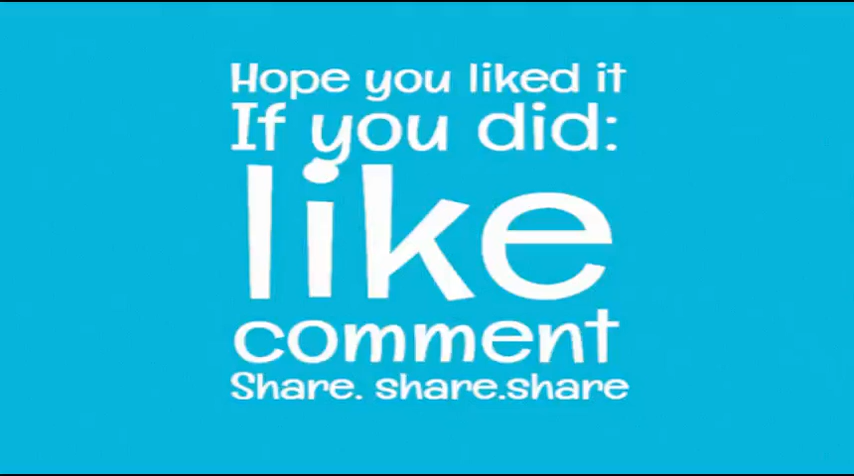 Hope you liked it
If you did:
like
comment
Share. share.share